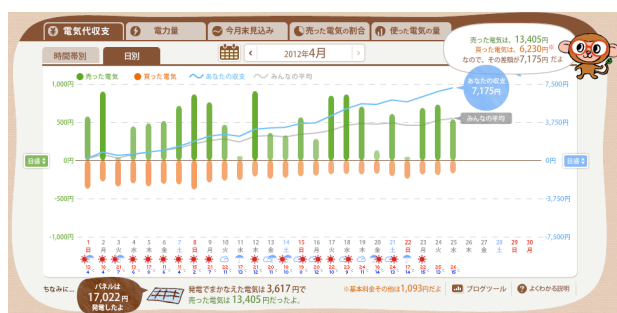 電気代収支
電力量
今月末見込み
売った電気の割合
使った電気の量
売った電気は、13,405円
買った電気は、6,230円※
なので、その差額が7,175円 だよ
時間帯別
日別
2012年4月
売った電気
買った電気
あなたの収支
みんなの平均
あなたの収支
7,175円
みんなの平均
1,000円
500円
0円
-500円
-1,000円
7,500円
3,750円
0円
-3,750円
-7,500円
目盛
目盛
1 2 3 4 5 6 7 8 9 10 11 12 13 14 15 16 17 18 19 20 21 22 23 24 25 26 27 28 29 30
日 月 火 水 木 金 土 日 月 火 水 木 金 土 日 月 火 水 木 金 土 日 月 火 水 木 金 土 日 月
ちなみに...
パネルは
17,022円
発電したよ
発電でまかなえた電気は 3,617 円で
売った電気は 13,405 円だったよ。
※基本料金その他は1,093円だよ
ブログツール
よくわかる説明